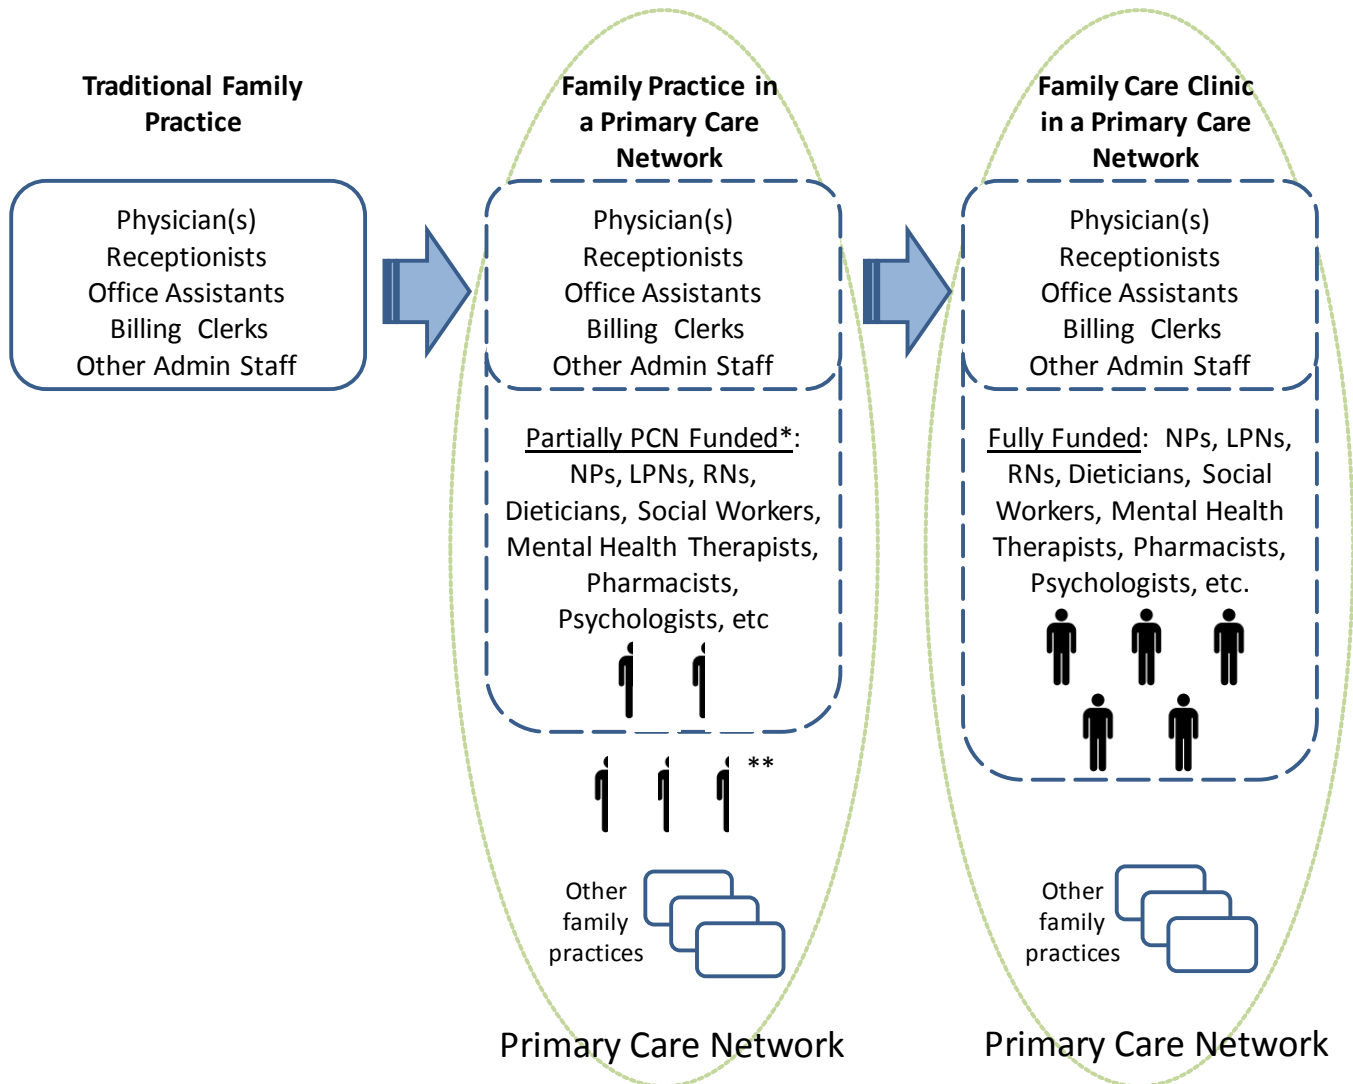 Traditional Family
Practice
Physician(s)
Receptionists
Office Assistants
Billing Clerks
Other Admin Staff
Family Practice in
a Primary Care
Network
Physician(s)
Receptionists
Office Assistants
Billing Clerks
Other Admin Staff
Partially PCN Funded*:
NPs, LPNs, RNs,
Dieticians, Social Workers,
Mental Health Therapists,
Pharmacists,
Psychologists, etc
**
Other
family
practices
Primary Care Network
Family Care Clinic
in a Primary Care
Network
Physician(s)
Receptionists
Office Assistants
Billing Clerks
Other Admin Staff
Fully Funded: NPs, LPNs,
RNs, Dieticians, Social
Workers, Mental Health
Therapists, Pharmacists,
Psychologists, etc.
Other
family
practices
Primary Care Network